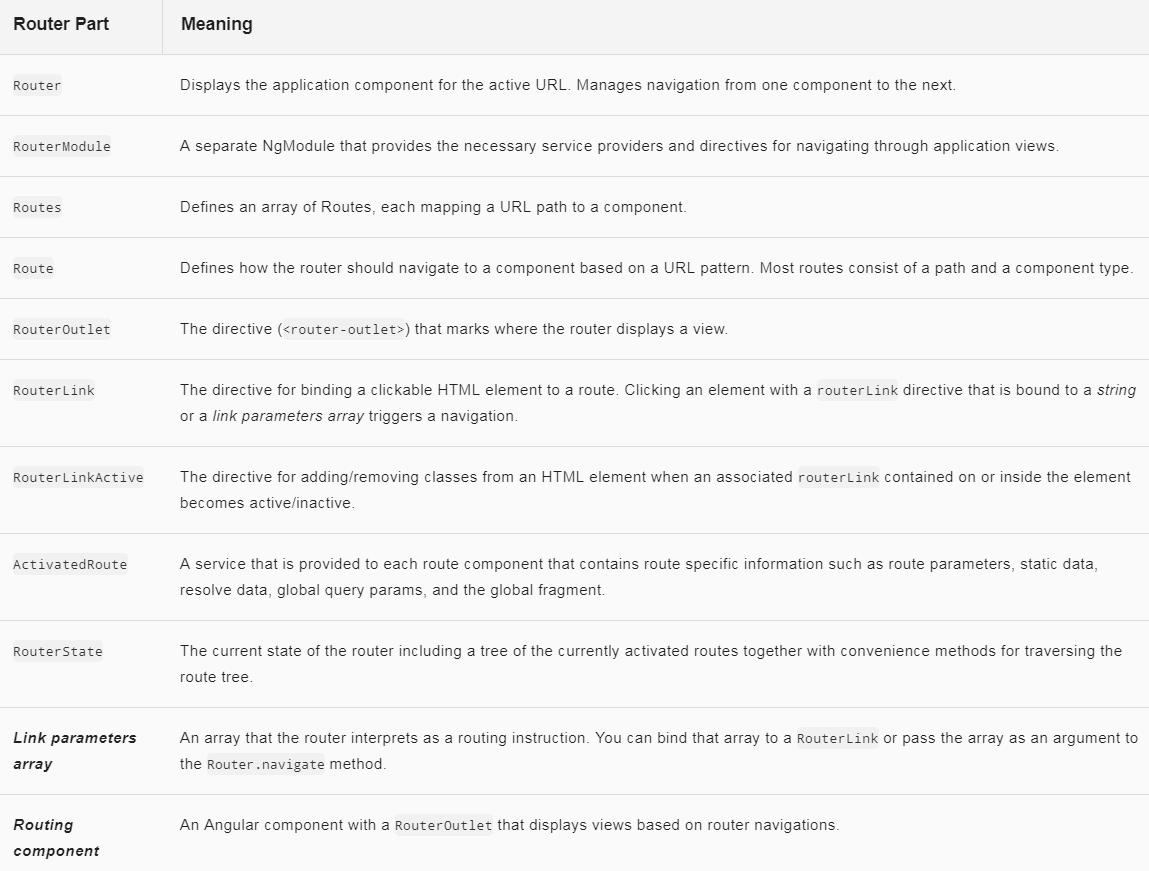 Router Part Meaning
Router Displays the application component for the active URL. Manages navigation from one component to the next.
RouterModule A separate NgModule that provides the necessary service providers and directives for navigating through application views.
Routes Defines an array of Routes, each mapping a URL path to a component.
Route Defines how the router should navigate to a component based on a URL pattern. Most routes consist of a path and a component type.
RouterOutlet The directive (<router-outlet>) that marks where the router displays a view.
RouterLink The directive for binding a clickable HTML element to a route. Clicking an element with a routerLink directive that is bound to a string
or a link parameters array triggers a navigation.
RouterLinkActive The directive for adding/removing classes from an HTML element when an associated routerLink contained on or inside the element
becomes active/inactive.
ActivatedRoute A service that is provided to each route component that contains route specific information such as route parameters, static data,
resolve data, global query params, and the global fragment.
RouterState The current state of the router including a tree of the currently activated routes together with convenience methods for traversing the
route tree.
Link parameters An array that the router interprets as a routing instruction. You can bind that array to a RouterLink or pass the array as an argument to
array the Router.navigate method.
Routing An Angular component with a RouterOutlet that displays views based on router navigations.
component